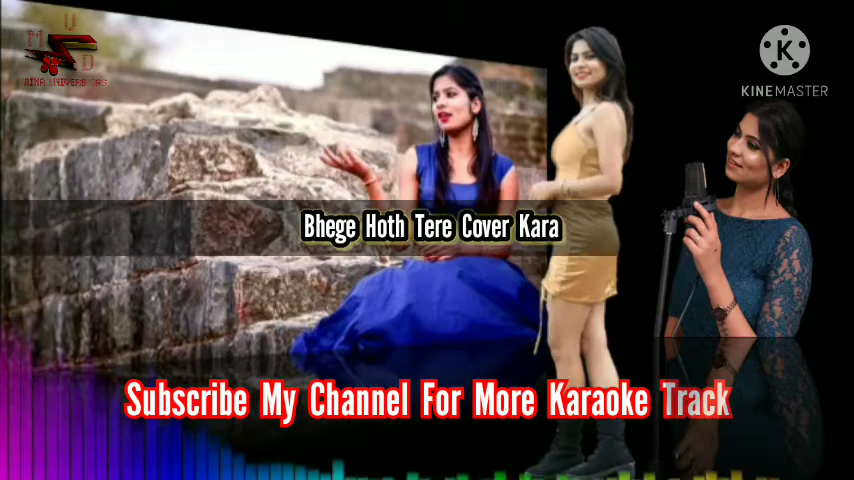 M
V
D
KINEMASTER
Bhege Hoth Tere Cover Kara
Subscribe My Channel For More Karaoke Track